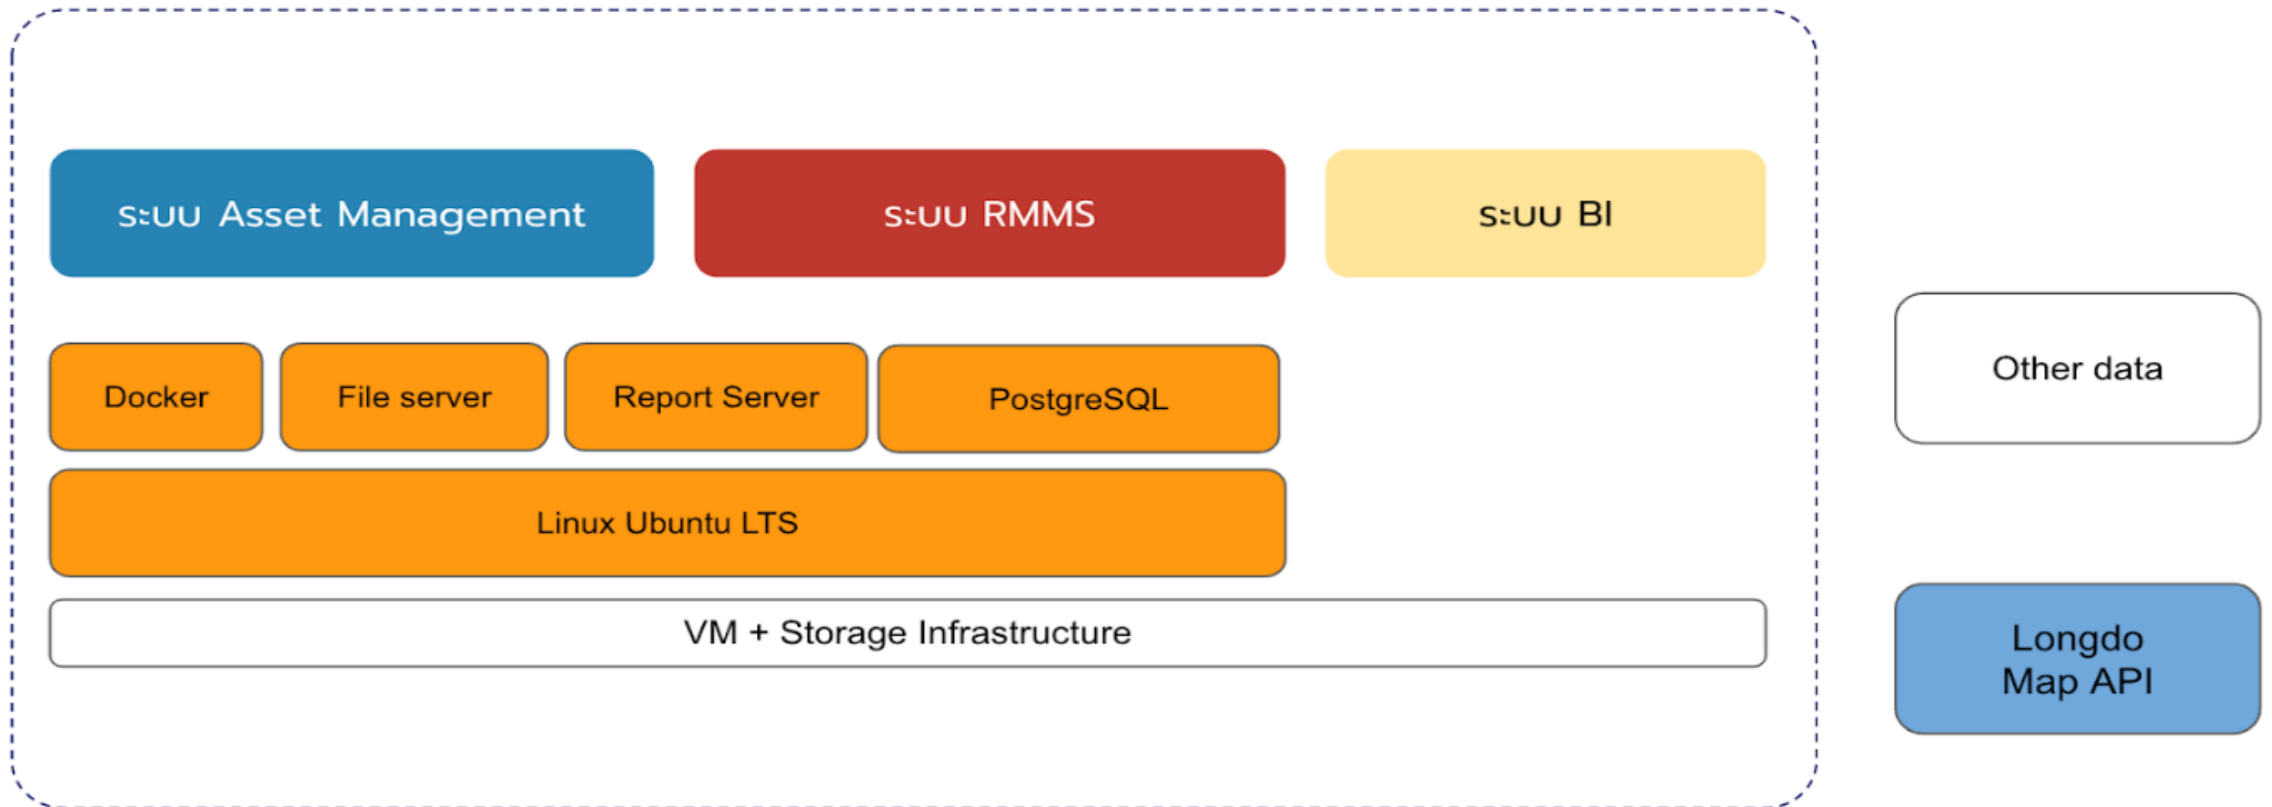 ระบบ Asset Management
ระบบ RMMS
ระบบ BI
Docker
File server
Report Server
PostgreSQL
Linux Ubuntu LTS
VM + Storage Infrastructure
Other data
Longdo
Map API